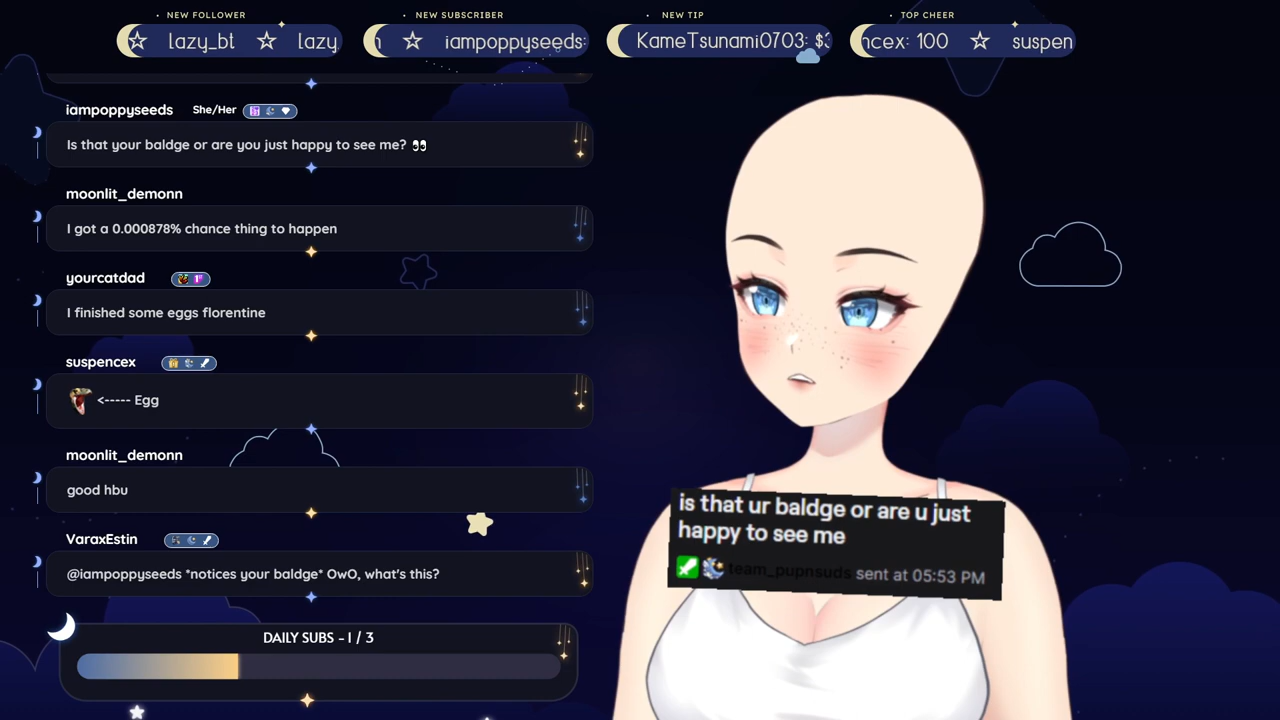 NEW FOLLOWER
NEW SUBSCRIBER
NEW TIP
TOP CHEER
lazy_bt
lazy
iampoppyseeds:
KameTsunami0703:
ncex: 100
suspen
iampoppyseeds She/Her
Is that your baldge or are you just happy to see me? 👀
moonlit_demonn
I got a 0.000878% chance thing to happen
yourcatdad
I finished some eggs florentine
suspencex
<----- Egg
moonlit_demonn
good hbu
VaraxEstin
@iampoppyseeds *notices your baldge* OwO, what's this?
DAILY SUBS - 1 / 3
is that ur baldge or are u just
happy to see me
team_pupnsuds sent at 05:53 PM